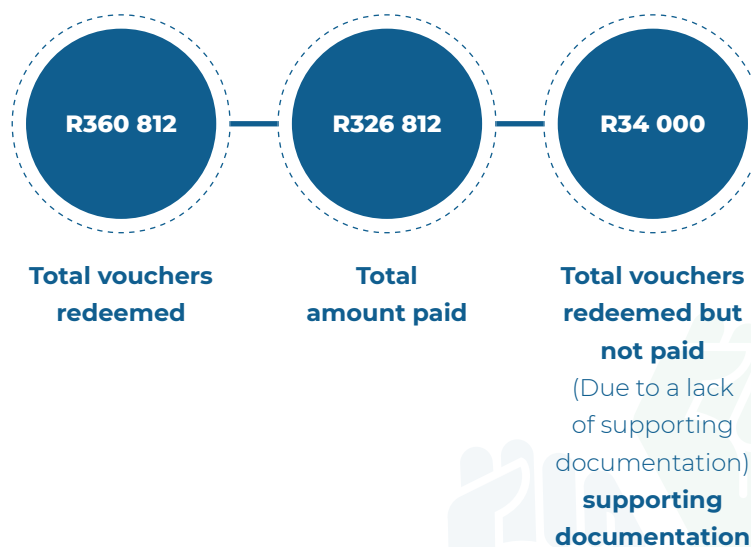 R360 812
R326 812
R34 000
Total vouchers
redeemed
Total
amount paid
Total vouchers
redeemed but
not paid
(Due to a lack
of supporting
documentation)
supporting
documentation